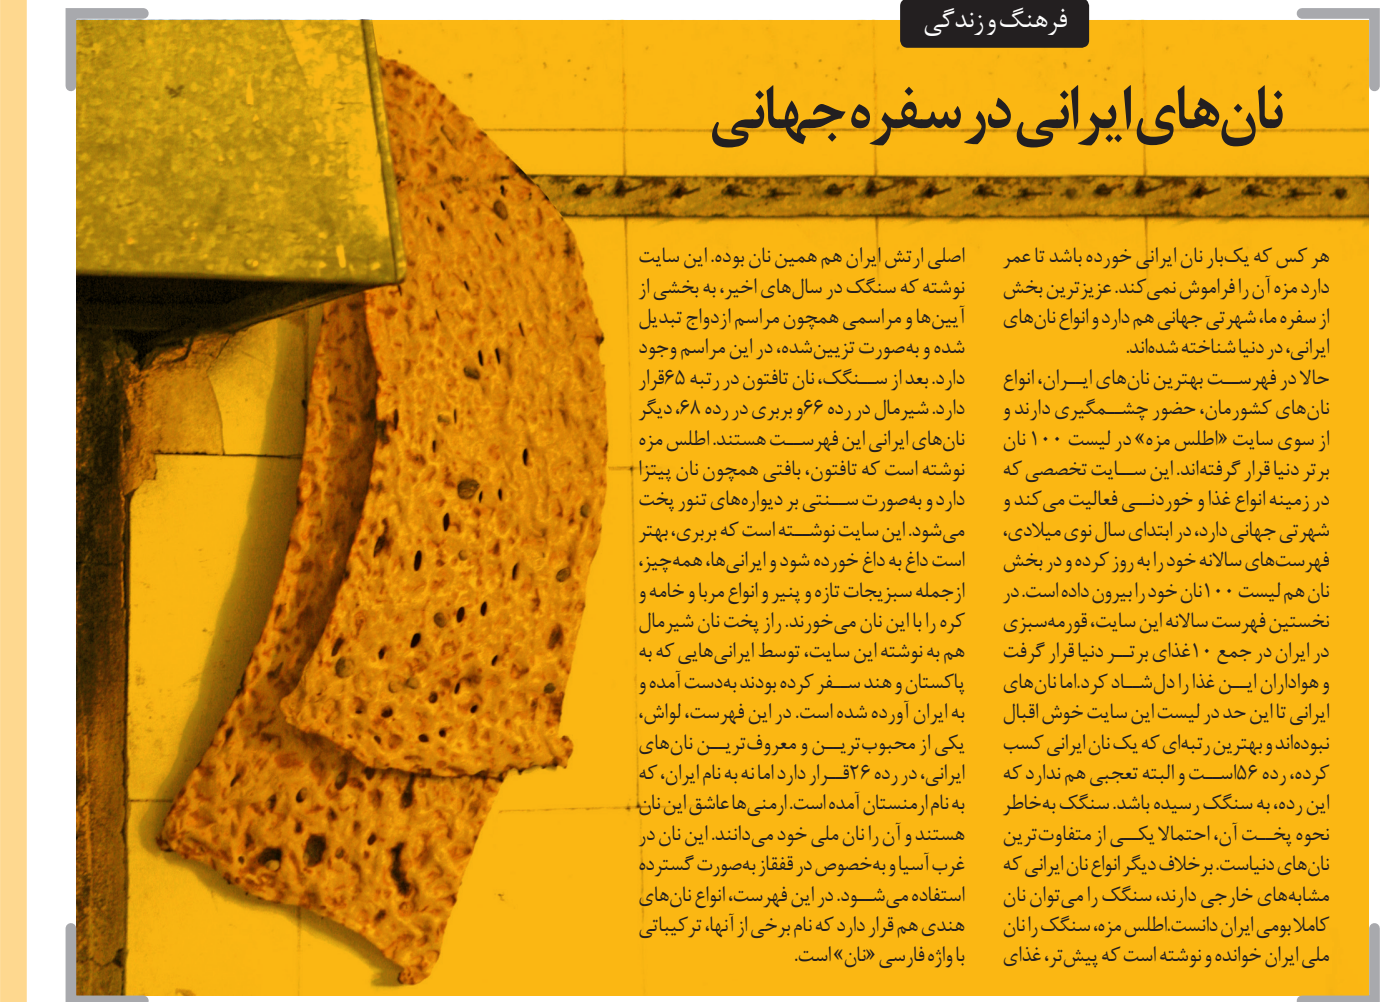 فرهنگ و زندگی
نان‌های ایرانی در سفره جهانی
هر کس که یک‌بار نان ایرانی خورده باشد تا عمر
دارد مزه آن را فراموش نمی‌کند. عزیزترین بخش
از سفره ما، شهرتی جهانی هم دارد و انواع نان‌های
ایرانی، در دنیا شناخته شده‌اند.
حالا در فهرست بهترین نان‌های ایران، انواع
نان‌های کشورمان، حضور چشمگیری دارند و
از سوی سایت «اطلس مزه» در لیست ۱۰۰ نان
برتر دنیا قرار گرفته‌اند. این سایت تخصصی که
در زمینه انواع غذا و خوردنی فعالیت می‌کند و
شهرتی جهانی دارد، در ابتدای سال نوی میلادی،
فهرست‌های سالانه خود را به روز کرده و در بخش
نان هم لیست ۱۰۰نان خود را بیرون داده است. در
نخستین فهرست سالانه این سایت، قورمه‌سبزی
در ایران در جمع ۱۰غذای برتر دنیا قرار گرفت
و هواداران این غذا را دل‌شاد کرد.اما نان‌های
ایرانی تا این حد در لیست این سایت خوش اقبال
نبوده‌اند و بهترین رتبه‌ای که یک نان ایرانی کسب
کرده، رده ۵۶است و البته تعجبی هم ندارد که
این رده، به سنگک رسیده باشد. سنگک به‌خاطر
نحوه پخت آن، احتمالا یکی از متفاوت‌ترین
نان‌های دنیاست. برخلاف دیگر انواع نان ایرانی که
مشابه‌های خارجی دارند، سنگک را می‌توان نان
کاملا بومی ایران دانست.اطلس مزه، سنگک را نان
ملی ایران خوانده و نوشته است که پیش‌تر، غذای
اصلی ارتش ایران هم همین نان بوده. این سایت
نوشته که سنگک در سال‌های اخیر، به بخشی از
آیین‌ها و مراسمی همچون مراسم ازدواج تبدیل
شده و به‌صورت تزیین‌شده، در این مراسم وجود
دارد. بعد از سنگک، نان تافتون در رتبه ۶۵قرار
دارد. شیرمال در رده ۶۶و بربری در رده ۶۸، دیگر
نان‌های ایرانی این فهرست هستند. اطلس مزه
نوشته است که تافتون، بافتی همچون نان پیتزا
دارد و به‌صورت سنتی بر دیواره‌های تنور پخت
می‌شود. این سایت نوشته است که بربری، بهتر
است داغ به داغ خورده شود و ایرانی‌ها، همه‌چیز،
ازجمله سبزیجات تازه و پنیر و انواع مربا و خامه و
کره را با این نان می‌خورند. راز پخت نان شیرمال
هم به نوشته این سایت، توسط ایرانی‌هایی که به
پاکستان و هند سفر کرده بودند به‌دست آمده و
به ایران آورده شده است. در این فهرست، لواش،
یکی از محبوب‌ترین و معروف‌ترین نان‌های
ایرانی، در رده ۲۶قرار دارد اما نه به نام ایران، که
به نام ارمنستان آمده است. ارمنی‌ها عاشق این نان
هستند و آن را نان ملی خود می‌دانند. این نان در
غرب آسیا و به‌خصوص در قفقاز به‌صورت گسترده
استفاده می‌شود. در این فهرست، انواع نان‌های
هندی هم قرار دارد که نام برخی از آنها، ترکیباتی
با واژه فارسی «نان» است.